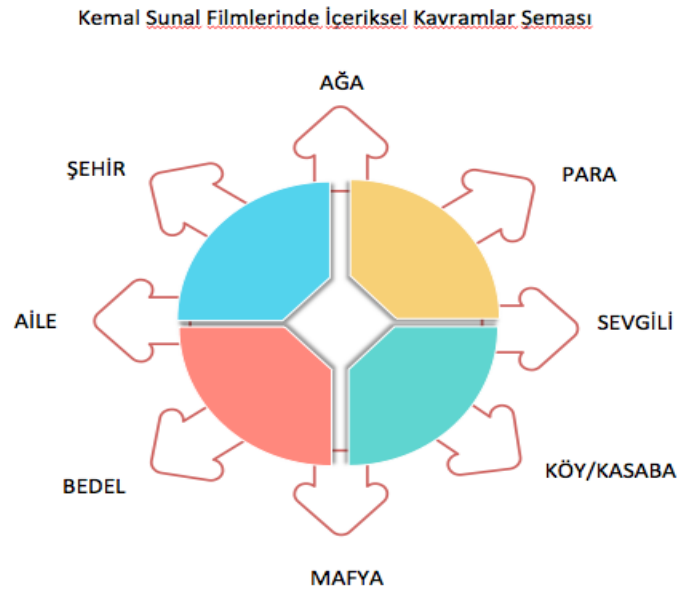 Kemal Sunal Filmlerinde İçeriksel Kavramlar Şeması
AĞA
ŞEHİR
PARA
AİLE
SEVGİLİ
BEDEL
KÖY/KASABA
MAFYA